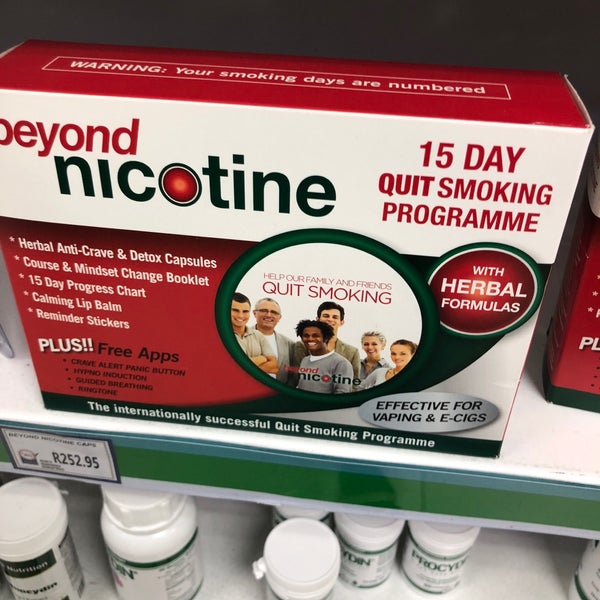 WARNING: Your smoking days are numbered
beyond
nicotine
15 DAY
QUIT SMOKING
PROGRAMME
* Herbal Anti-Crave & Detox Capsules
* Course & Mindset Change Booklet
* 15 Day Progress Chart
* Calming Lip Balm
* Reminder Stickers
PLUS!! Free Apps
• CRAVE ALERT PANIC BUTTON
• HYPNO INDUCTION
• GUIDED BREATHING
• RINGTONE
HELP OUR FAMILY AND FRIENDS
QUIT SMOKING
beyond
nicotine
WITH
HERBAL
FORMULAS
EFFECTIVE FOR
VAPING & E-CIGS
The internationally successful Quit Smoking Programme
PL
BEYOND NICOTINE CAPS
R252.95
Nutrition